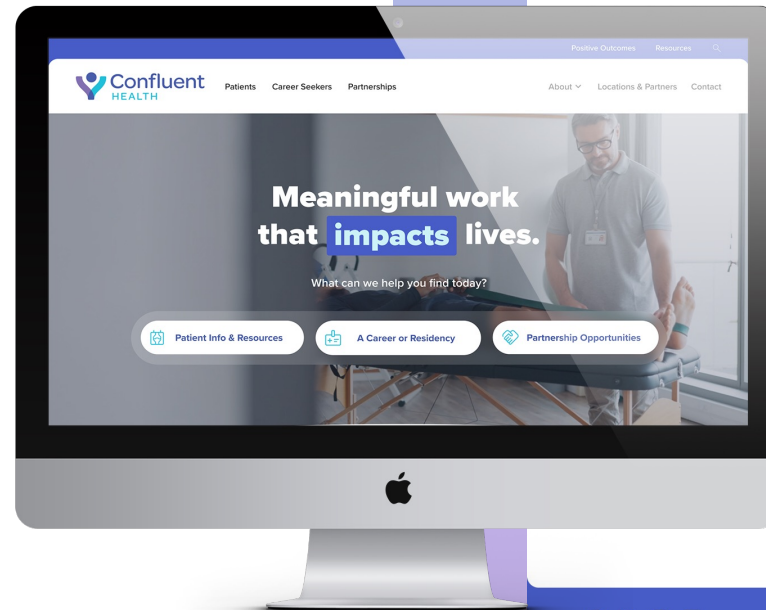 Positive Outcomes Resources
Confluent
HEALTH
Patients Career Seekers Partnerships About Locations & Partners Contact
Meaningful work
that impacts lives.
What can we help you find today?
Patient Info & Resources A Career or Residency Partnership Opportunities